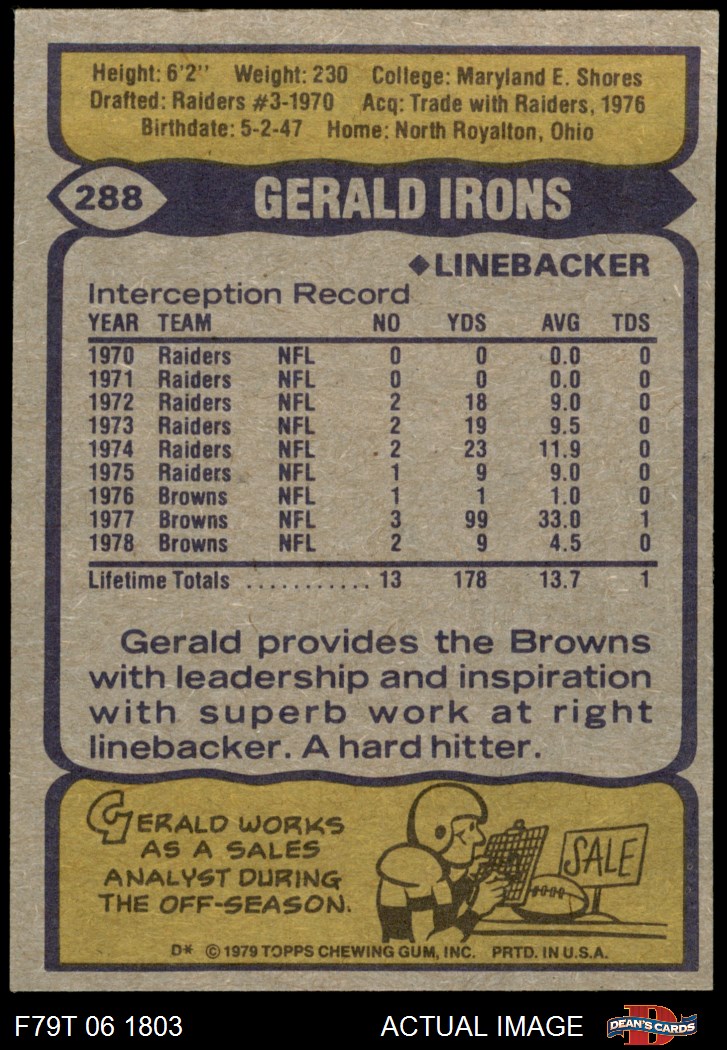 Height: 6'2" Weight: 230 College: Maryland E. Shores
Drafted: Raiders #3-1970 Acq: Trade with Raiders, 1976
Birthdate: 5-2-47 Home: North Royalton, Ohio
288 GERALD IRONS
◆LINEBACKER
Interception Record
YEAR TEAM NO YDS AVG TDS
1970 Raiders NFL 0 0 0.0 0
1971 Raiders NFL 0 0 0.0 0
1972 Raiders NFL 2 18 9.0 0
1973 Raiders NFL 2 19 9.5 0
1974 Raiders NFL 2 23 11.9 0
1975 Raiders NFL 1 9 9.0 0
1976 Browns NFL 1 1 1.0 0
1977 Browns NFL 3 99 33.0 1
1978 Browns NFL 2 9 4.5 0
Lifetime Totals ........... 13 178 13.7 1
Gerald provides the Browns
with leadership and inspiration
with superb work at right
linebacker. A hard hitter.
GERALD WORKS
AS A SALES
ANALYST DURING
THE OFF-SEASON.
SALE
D* © 1979 TOPPS CHEWING GUM, INC. PRTD. IN U.S.A.
F79T 06 1803 ACTUAL IMAGE D DEAN'S CARDS